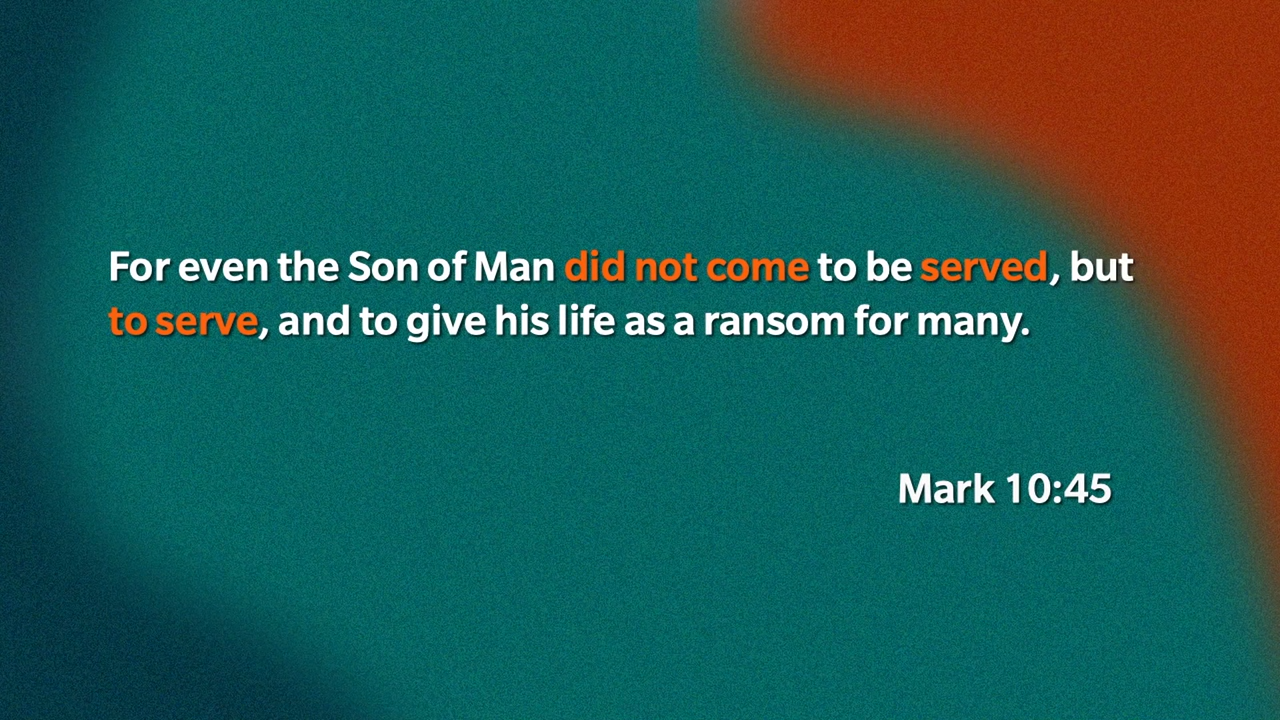 For even the Son of Man did not come to be served, but
to serve, and to give his life as a ransom for many.
Mark 10:45